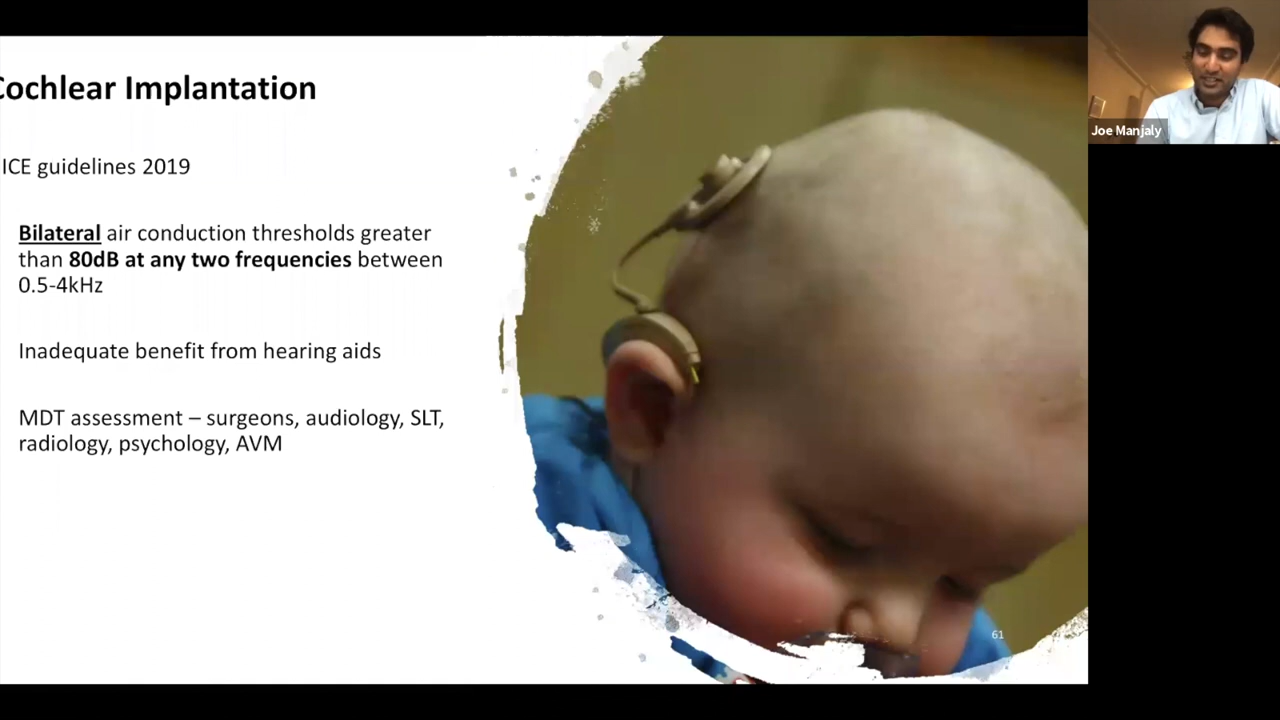 Cochlear Implantation
ICE guidelines 2019
Bilateral air conduction thresholds greater
than 80dB at any two frequencies between
0.5-4kHz
Inadequate benefit from hearing aids
MDT assessment – surgeons, audiology, SLT,
radiology, psychology, AVM
61
Joe Manjaly